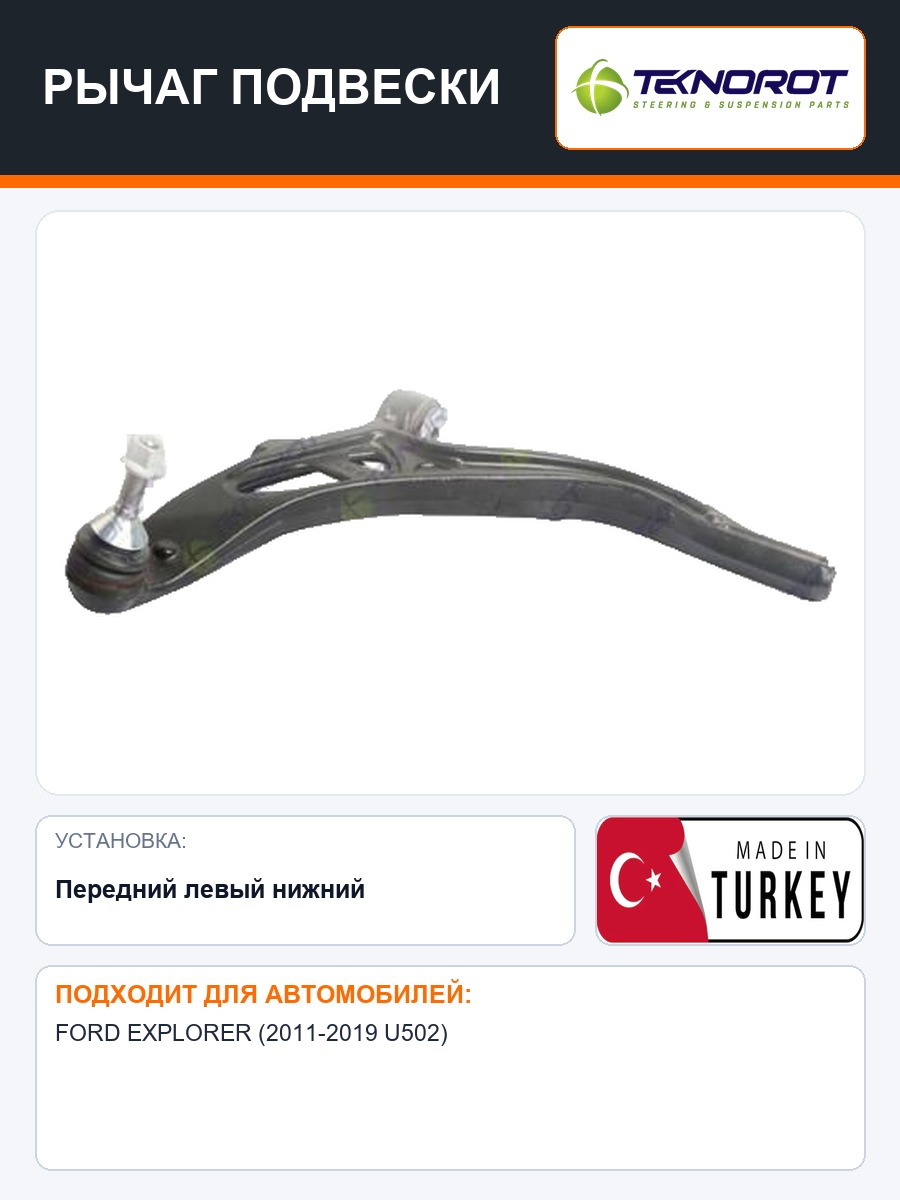 РЫЧАГ ПОДВЕСКИ
TEKNOROT
STEERING & SUSPENSION PARTS
УСТАНОВКА:
Передний левый нижний
MADE IN
TURKEY
ПОДХОДИТ ДЛЯ АВТОМОБИЛЕЙ:
FORD EXPLORER (2011-2019 U502)